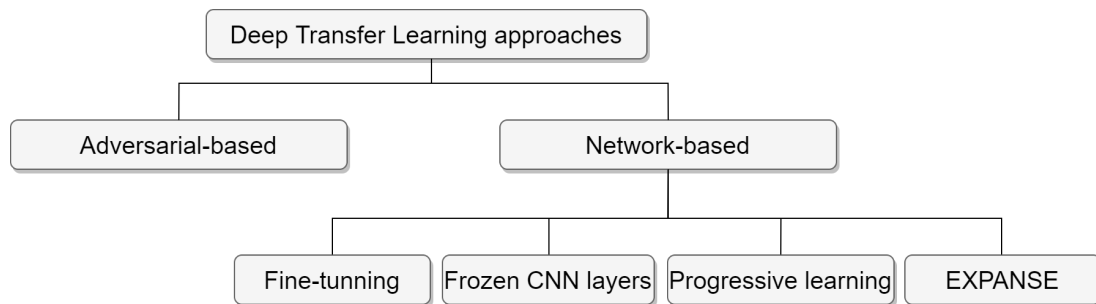 Deep Transfer Learning approaches
Adversarial-based
Network-based
Fine-tunning
Frozen CNN layers
Progressive learning
EXPANSE